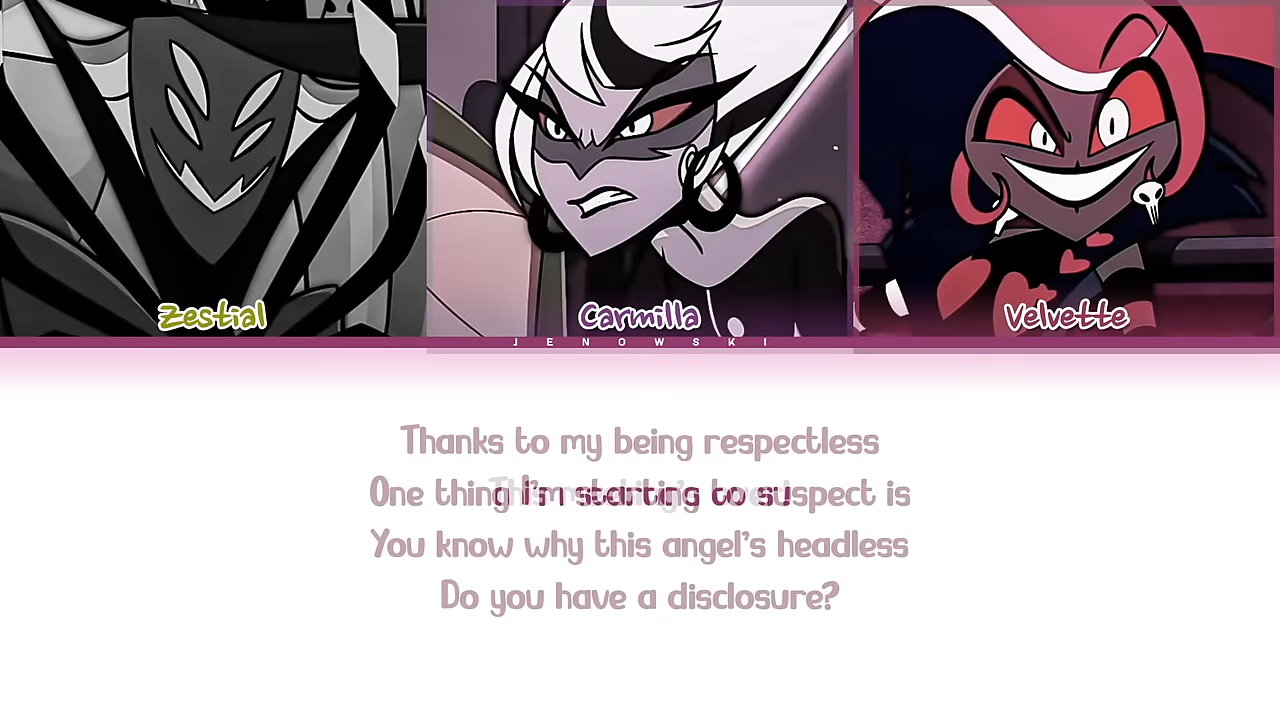 Zestial
Carmilla
Velvette
JENOWSKI
Thanks to my being respectless
One thing I'm starting to suspect is
You know why this angel's headless
Do you have a disclosure?